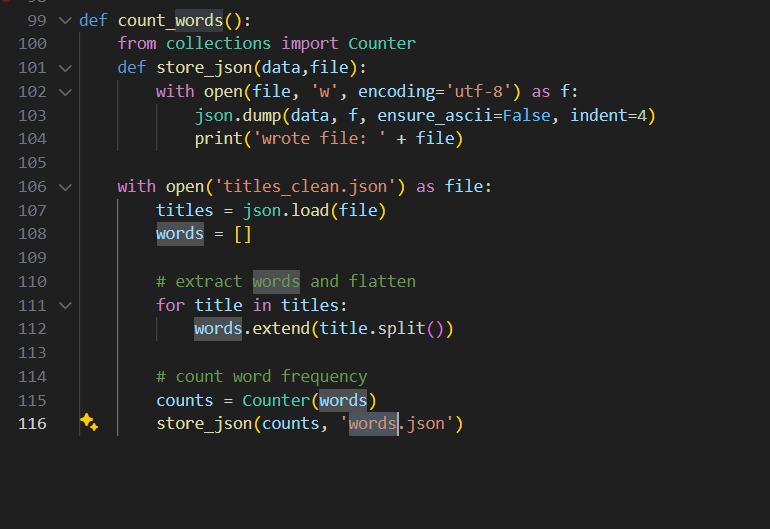 99 def count_words():
100 from collections import Counter
101 def store_json(data,file):
102 with open(file, 'w', encoding='utf-8') as f:
103 json.dump(data, f, ensure_ascii=False, indent=4)
104 print('wrote file: ' + file)
105
106 with open('titles_clean.json') as file:
107 titles = json.load(file)
108 words = []
109
110 # extract words and flatten
111 for title in titles:
112 words.extend(title.split())
113
114 # count word frequency
115 counts = Counter(words)
116 store_json(counts, 'words.json')